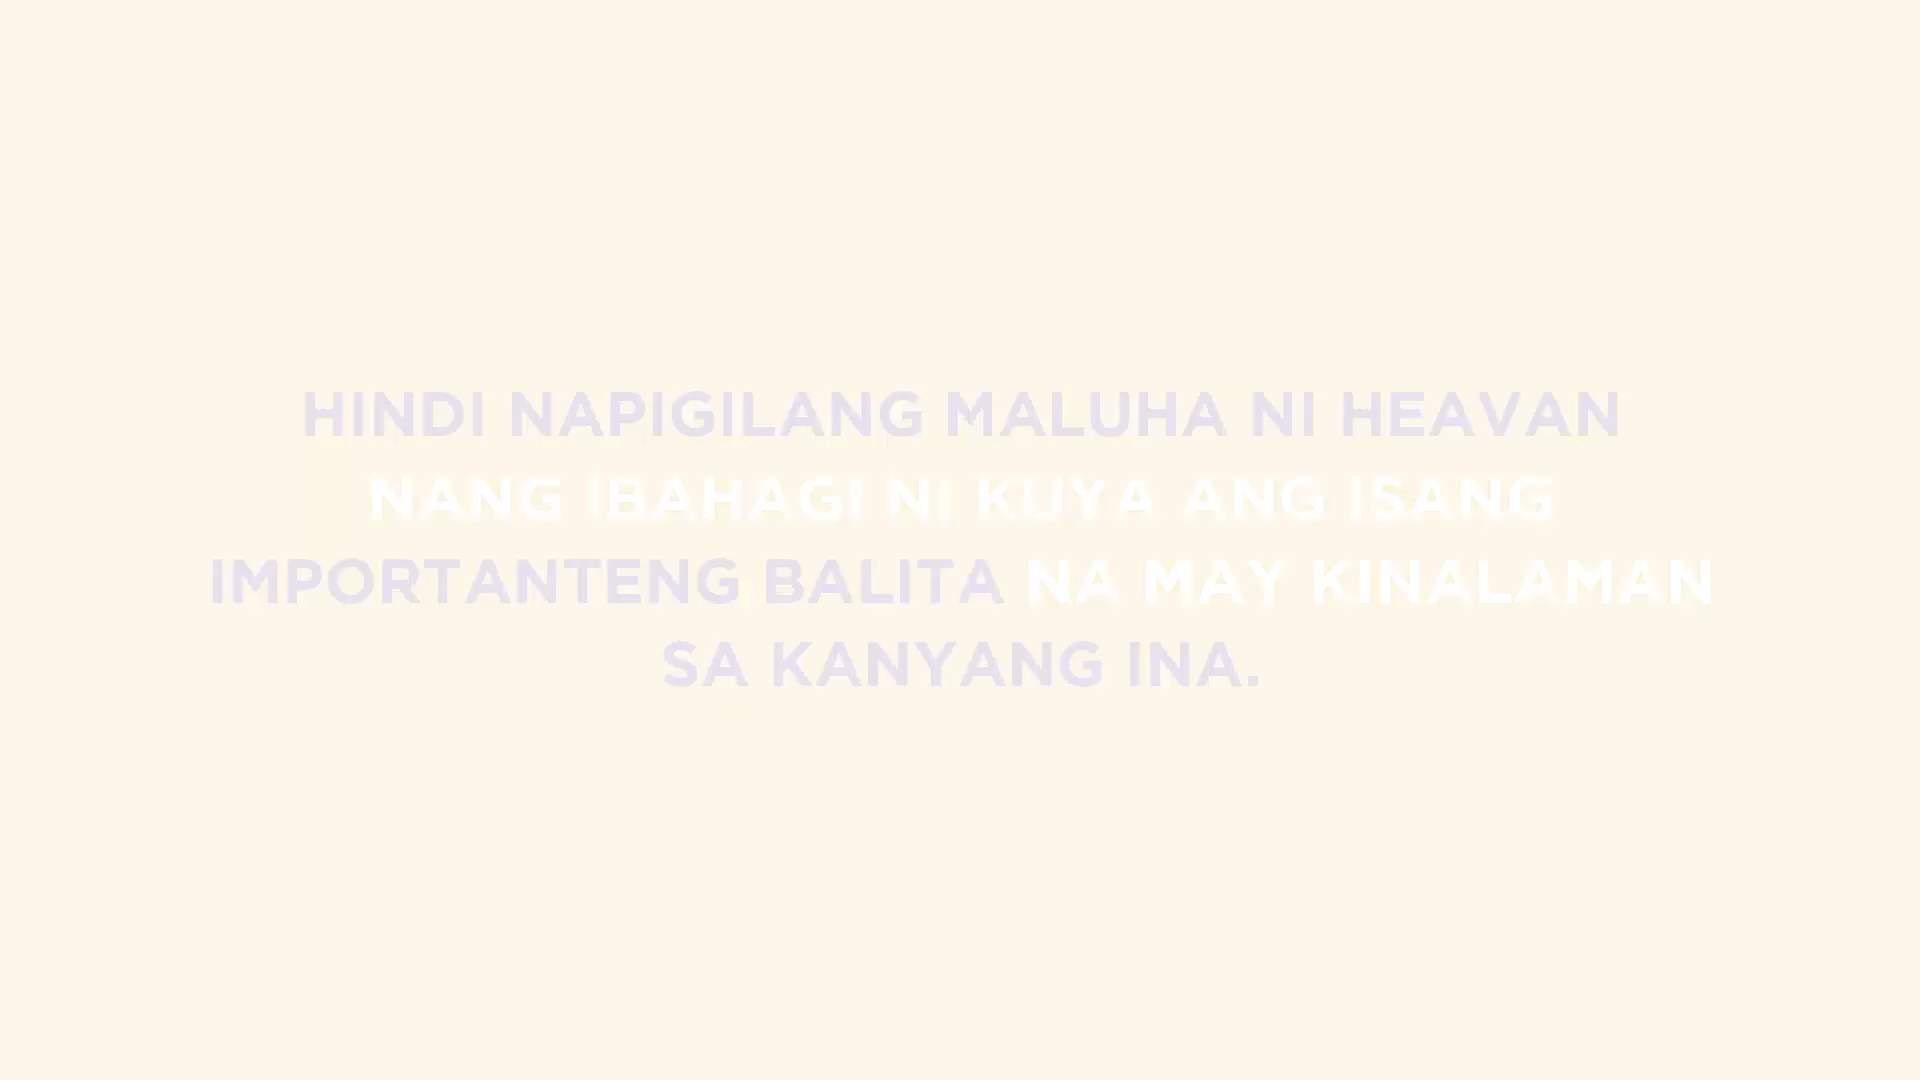 HINDI NAPIGILANG MALUHA NI HEAVAN
NANG IBAHAGI NI KUYA ANG ISANG
IMPORTANTENG BALITA NA MAY KINALAMAN
SA KANYANG INA.